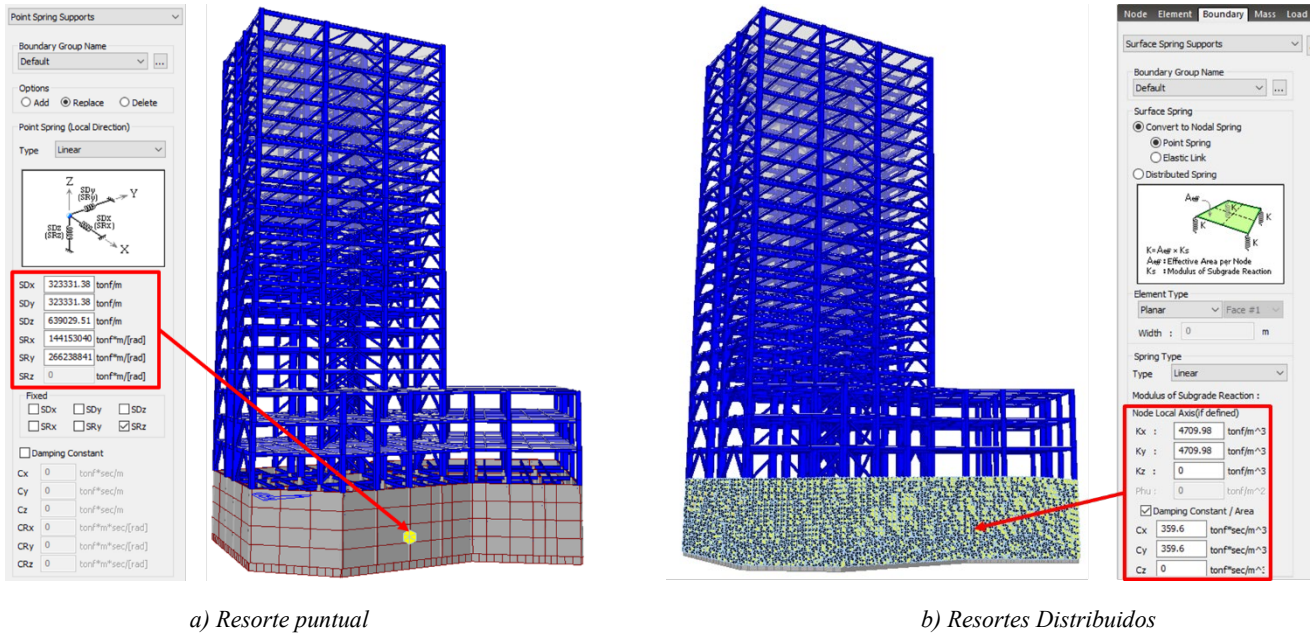 Point Spring Supports
Boundary Group Name
Default
...
Options
Add Replace Delete
Point Spring (Local Direction)
Type Linear
Z
SDy
(SRy)
Y
SDx
(SRx)
SDz
(SRz)
X
SDx 323331.38 tonf/m
SDy 323331.38 tonf/m
SDz 639029.51 tonf/m
SRx 144153040 tonf*m/[rad]
SRy 266238841 tonf*m/[rad]
SRz 0 tonf*m/[rad]
Fixed
SDx SDy SDz
SRx SRy SRz
Damping Constant
Cx 0 tonf*sec/m
Cy 0 tonf*sec/m
Cz 0 tonf*sec/m
CRx 0 tonf*m*sec/[rad]
CRy 0 tonf*m*sec/[rad]
CRz 0 tonf*m*sec/[rad]
a) Resorte puntual
Node Element Boundary Mass Load
Surface Spring Supports
Boundary Group Name
Default
...
Surface Spring
Convert to Nodal Spring
Point Spring
Elastic Link
Distributed Spring
Aeff
K
K
K
K
K=Aeff × Ks
Aeff : Effective Area per Node
Ks : Modulus of Subgrade Reaction
Element Type
Planar Face #1
Width : 0 m
Spring Type
Type Linear
Modulus of Subgrade Reaction :
Node Local Axis(if defined)
Kx : 4709.98 tonf/m^3
Ky : 4709.98 tonf/m^3
Kz : 0 tonf/m^3
Phu : 0 tonf/m^2
Damping Constant / Area
Cx 359.6 tonf*sec/m^3
Cy 359.6 tonf*sec/m^3
Cz 0 tonf*sec/m^3
b) Resortes Distribuidos